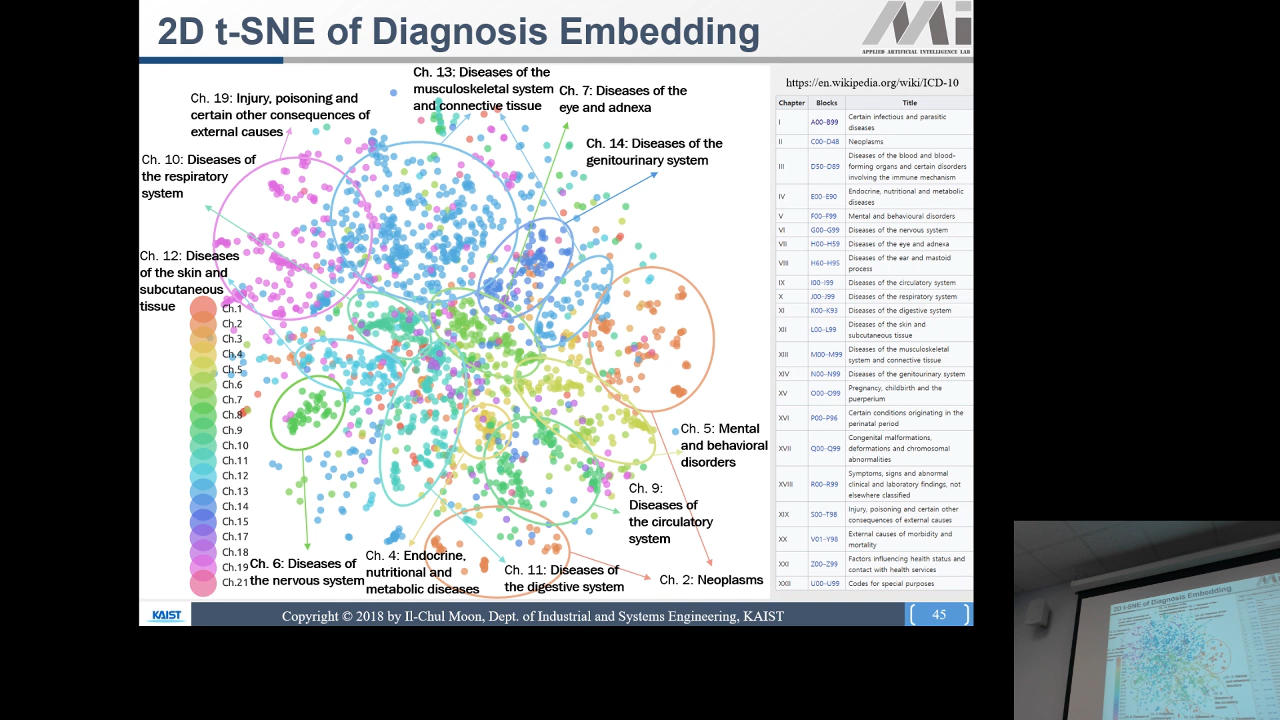 2D t-SNE of Diagnosis Embedding
APPLIED ARTIFICIAL INTELLIGENCE LAB
Ch. 13: Diseases of the
musculoskeletal system
and connective tissue
Ch. 7: Diseases of the
eye and adnexa
Ch. 19: Injury, poisoning and
certain other consequences of
external causes
Ch. 14: Diseases of the
genitourinary system
Ch. 10: Diseases of
the respiratory
system
Ch. 12: Diseases
of the skin and
subcutaneous
tissue
Ch.1
Ch.2
Ch.3
Ch.4
Ch.5
Ch.6
Ch.7
Ch.8
Ch.9
Ch.10
Ch.11
Ch.12
Ch.13
Ch.14
Ch.15
Ch.17
Ch.18
Ch.19
Ch.21
Ch. 5: Mental
and behavioral
disorders
Ch. 9:
Diseases of
the circulatory
system
Ch. 6: Diseases of
the nervous system
Ch. 4: Endocrine,
nutritional and
metabolic diseases
Ch. 11: Diseases of
the digestive system
Ch. 2: Neoplasms
https://en.wikipedia.org/wiki/ICD-10
Chapter Blocks Title
I A00-B99 Certain infectious and parasitic
diseases
II C00-D48 Neoplasms
III D50-D89 Diseases of the blood and blood-
forming organs and certain disorders
involving the immune mechanism
IV E00-E90 Endocrine, nutritional and metabolic
diseases
V F00-F99 Mental and behavioural disorders
VI G00-G99 Diseases of the nervous system
VII H00-H59 Diseases of the eye and adnexa
VIII H60-H95 Diseases of the ear and mastoid
process
IX I00-I99 Diseases of the circulatory system
X J00-J99 Diseases of the respiratory system
XI K00-K93 Diseases of the digestive system
XII L00-L99 Diseases of the skin and
subcutaneous tissue
XIII M00-M99 Diseases of the musculoskeletal
system and connective tissue
XIV N00-N99 Diseases of the genitourinary system
XV O00-O99 Pregnancy, childbirth and the
puerperium
XVI P00-P96 Certain conditions originating in the
perinatal period
XVII Q00-Q99 Congenital malformations,
deformations and chromosomal
abnormalities
XVIII R00-R99 Symptoms, signs and abnormal
clinical and laboratory findings, not
elsewhere classified
XIX S00-T98 Injury, poisoning and certain other
consequences of external causes
XX V01-Y98 External causes of morbidity and
mortality
XXI Z00-Z99 Factors influencing health status and
contact with health services
XXII U00-U99 Codes for special purposes
KAIST
Copyright © 2018 by Il-Chul Moon, Dept. of Industrial and Systems Engineering, KAIST
45
2D t-SNE of Diagnosis Embedding